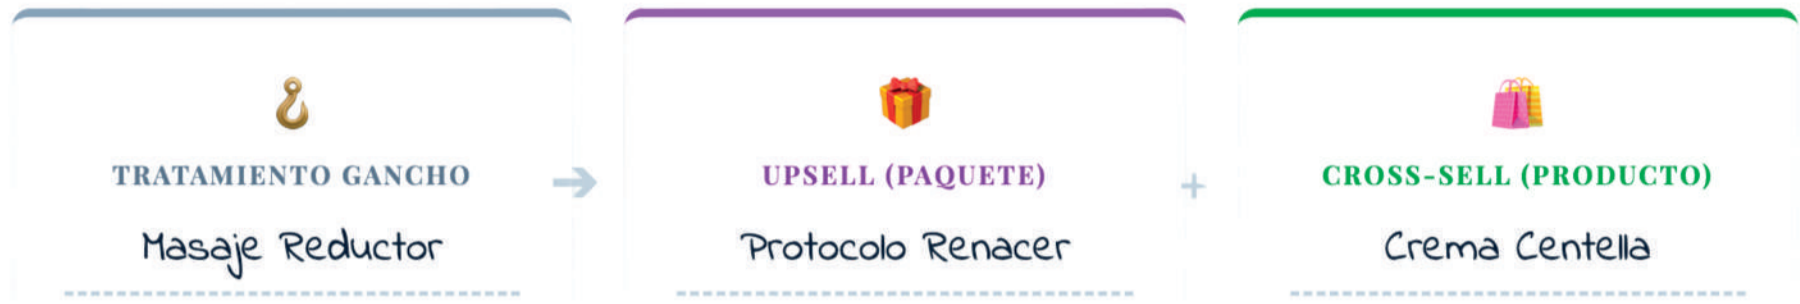 TRATAMIENTO GANCHO
Masaje Reductor
UPSELL (PAQUETE)
Protocolo Renacer
CROSS-SELL (PRODUCTO)
Crema Centella